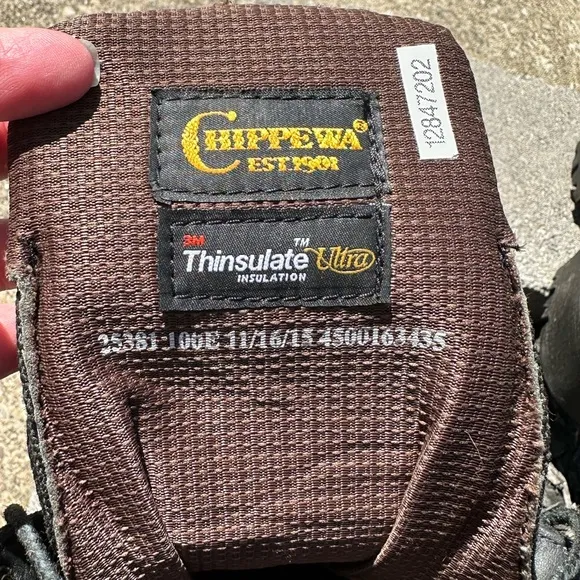 CHIPPEWA®
EST.1901
3M
Thinsulate™ Ultra
INSULATION
12847202
25381 100E 11/16/15 4500163435